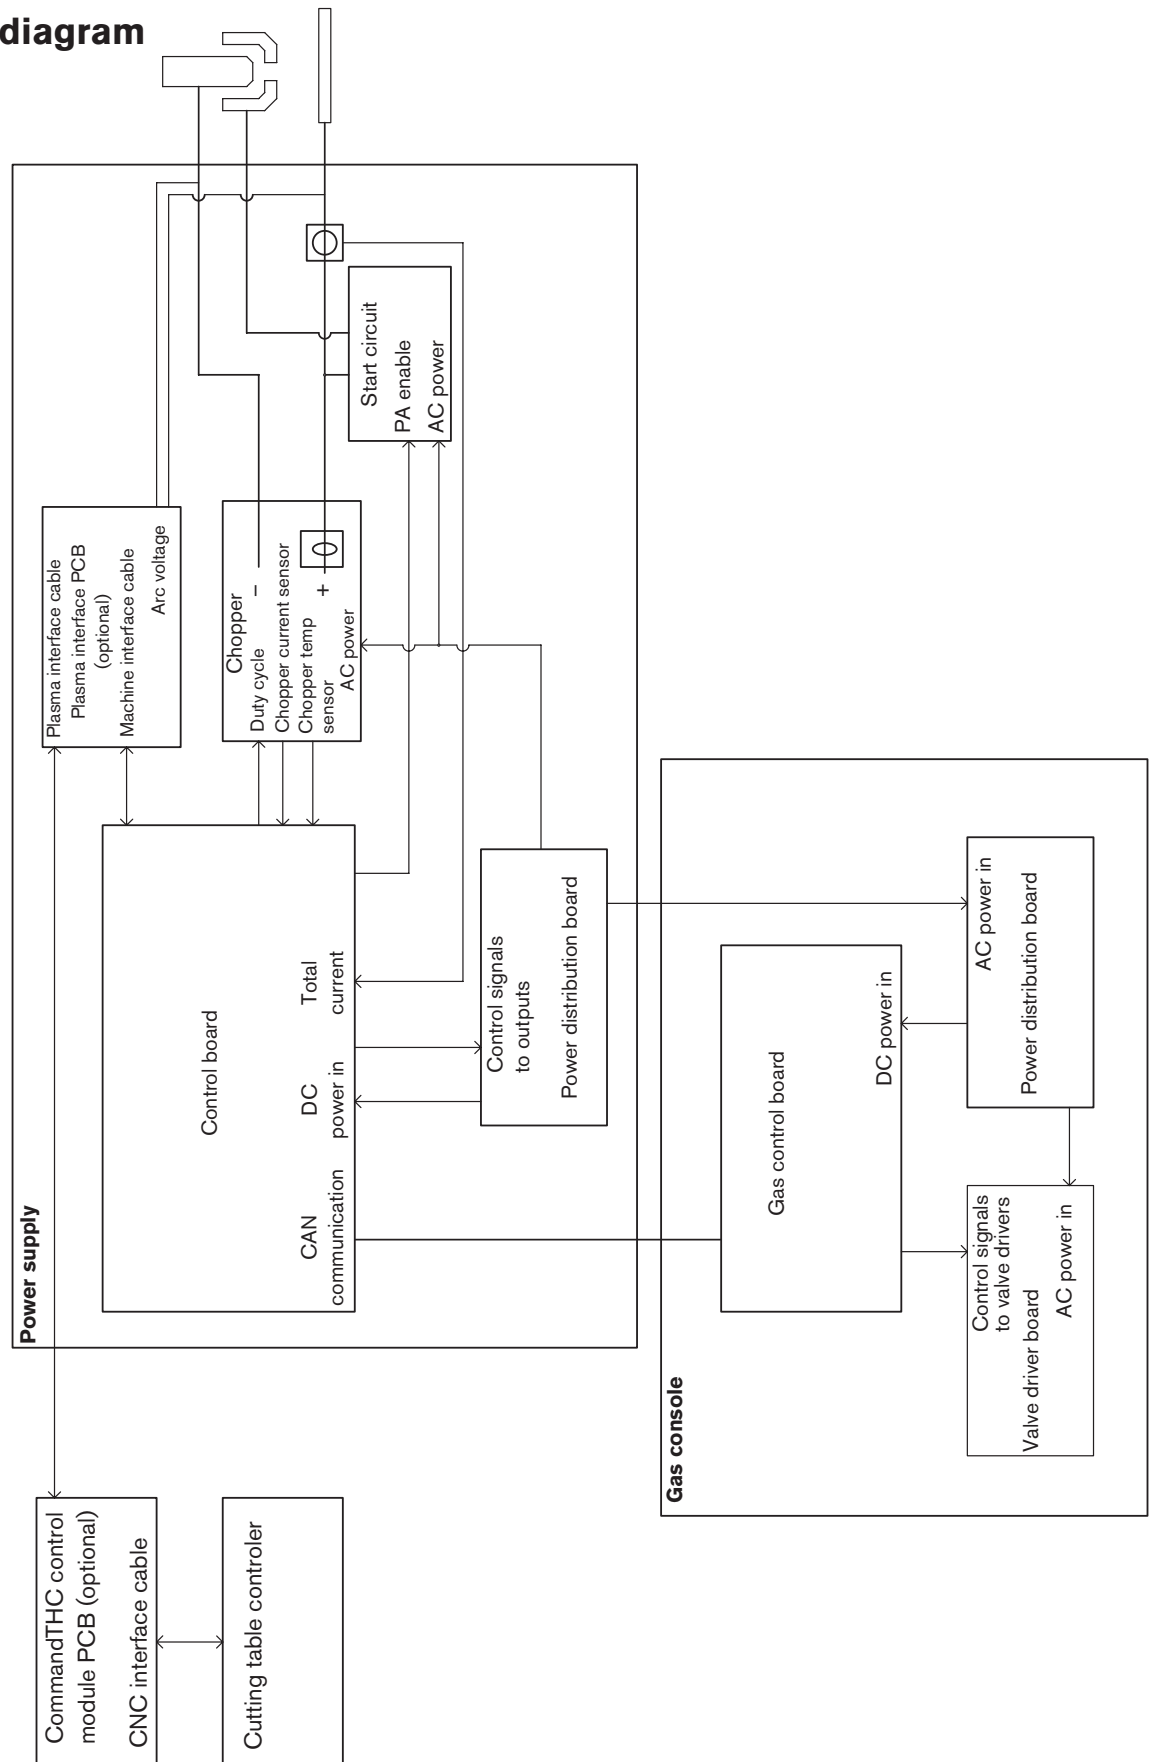 diagram
Power supply
Plasma interface cable
Plasma interface PCB
(optional)
Machine interface cable
Arc voltage
Chopper
Duty cycle
–
Chopper current sensor
Chopper temp
sensor
+
AC power
Start circuit
PA enable
AC power
Control board
CAN
communication
DC
power in
Total
current
Control signals
to outputs
Power distribution board
CommandTHC control
module PCB (optional)
CNC interface cable
Cutting table controler
Gas console
Gas control board
DC power in
AC power in
Power distribution board
Control signals
to valve drivers
Valve driver board
AC power in